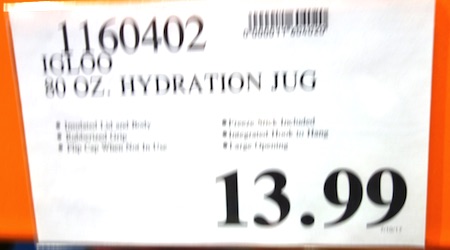 1160402
IGLOO
80 OZ. HYDRATION JUG
Insulated Lid and Body
Rubberized Grip
Flip Cap When Not In Use
Freeze Stick Included
Integrated Hook to Hang
Large Opening
13.99